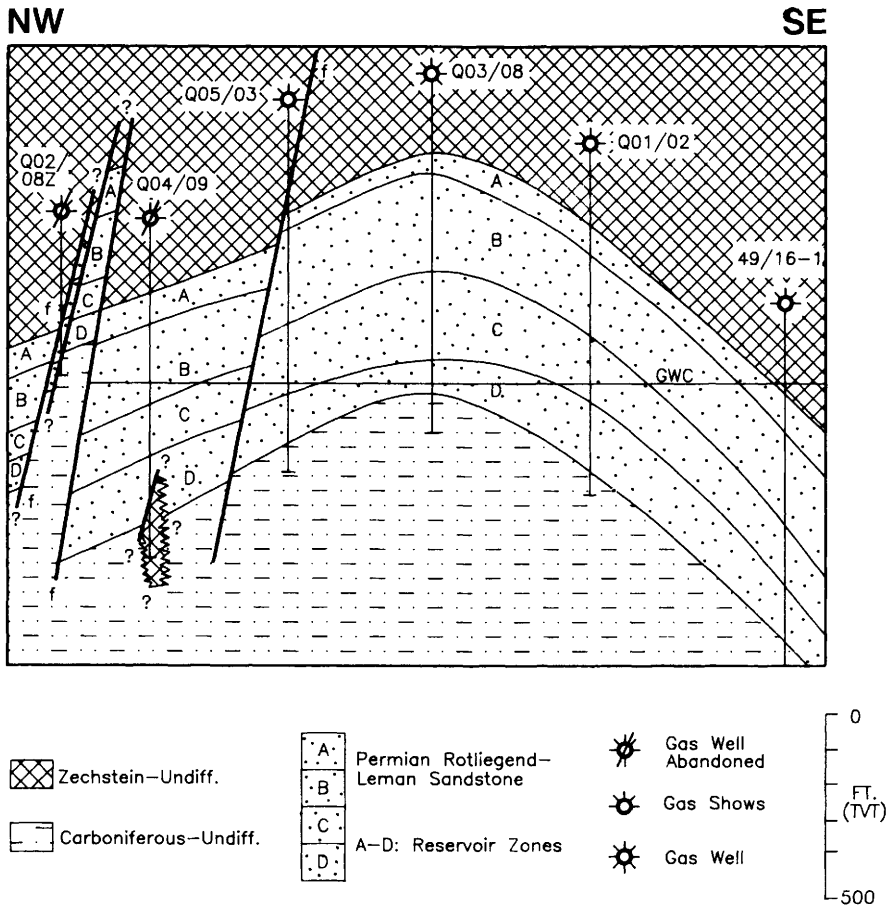 NW
SE
Q05/03
Q03/08
Q01/02
Q02/
08Z
Q04/09
49/16-1
f
?
?
A
B
C
D
f
A
B
C
D
f
?
?
f
A
B
C
D
?
?
?
?
A
B
C
D
GWC
Zechstein-Undiff.
Carboniferous-Undiff.
A
B
C
D
Permian Rotliegend-
Leman Sandstone
A-D: Reservoir Zones
Gas Well
Abandoned
Gas Shows
Gas Well
0
FT.
(TVT)
500